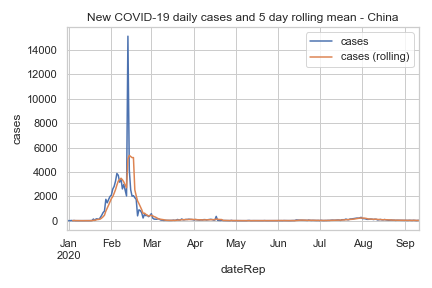 New COVID-19 daily cases and 5 day rolling mean - China
cases
cases (rolling)
14000
12000
10000
8000
6000
4000
2000
0
cases
Jan Feb Mar Apr May Jun Jul Aug Sep
2020
dateRep